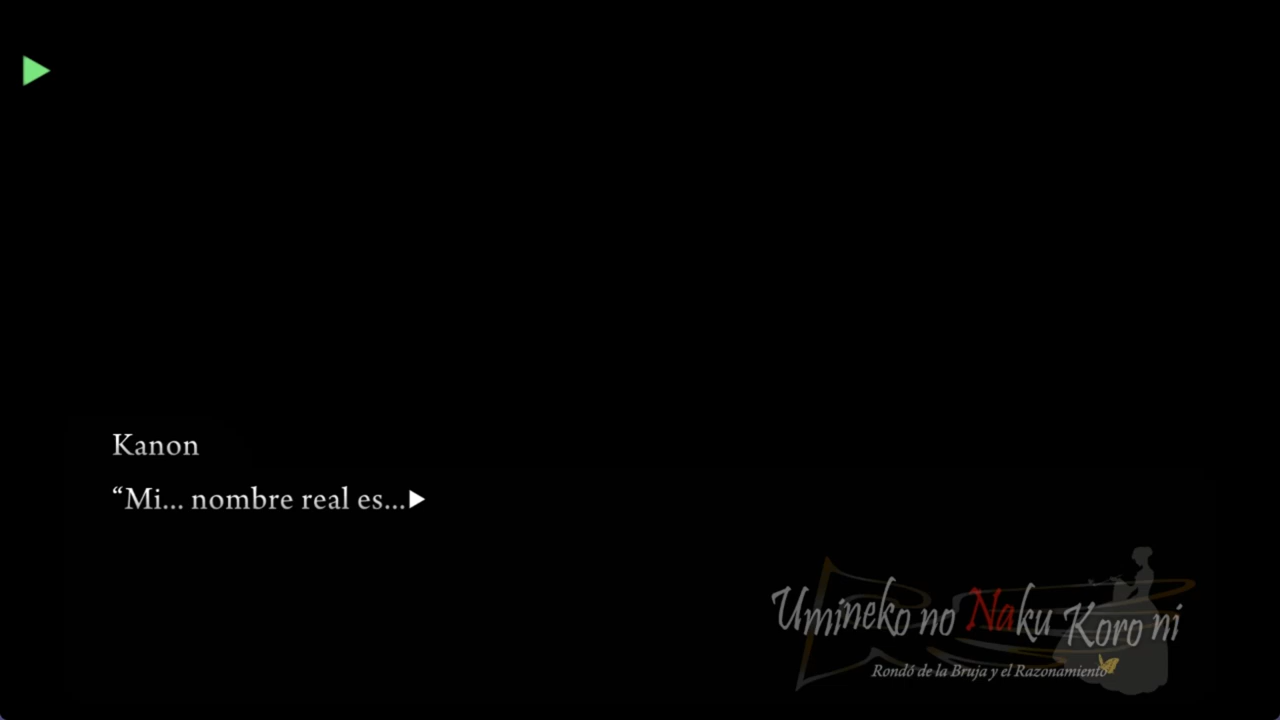 Kanon
“Mi... nombre real es...
Umineko no Naku Koro ni
Rondó de la Bruja y el Razonamiento